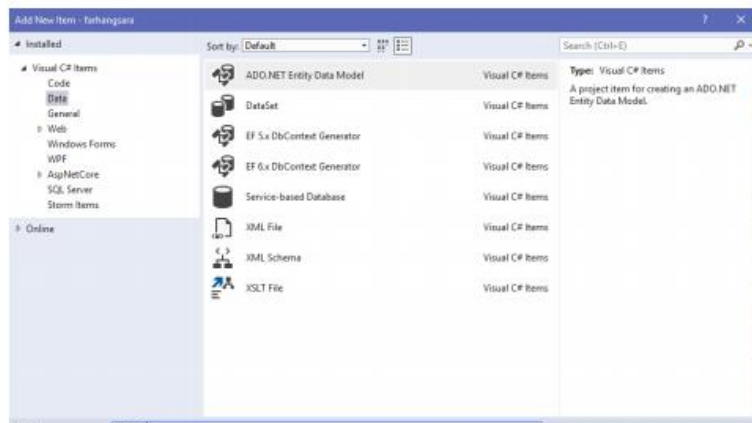 Add New Item - farhangsara
? ×
Installed
Sort by: Default
Search (Ctrl+E)
Visual C# Items
Code
Data
General
Web
Windows Forms
WPF
AspNetCore
SQL Server
Storm Items
Online
ADO.NET Entity Data Model Visual C# Items
DataSet Visual C# Items
EF 5.x DbContext Generator Visual C# Items
EF 6.x DbContext Generator Visual C# Items
Service-based Database Visual C# Items
XML File Visual C# Items
XML Schema Visual C# Items
XSLT File Visual C# Items
Type: Visual C# Items
A project item for creating an ADO.NET
Entity Data Model.